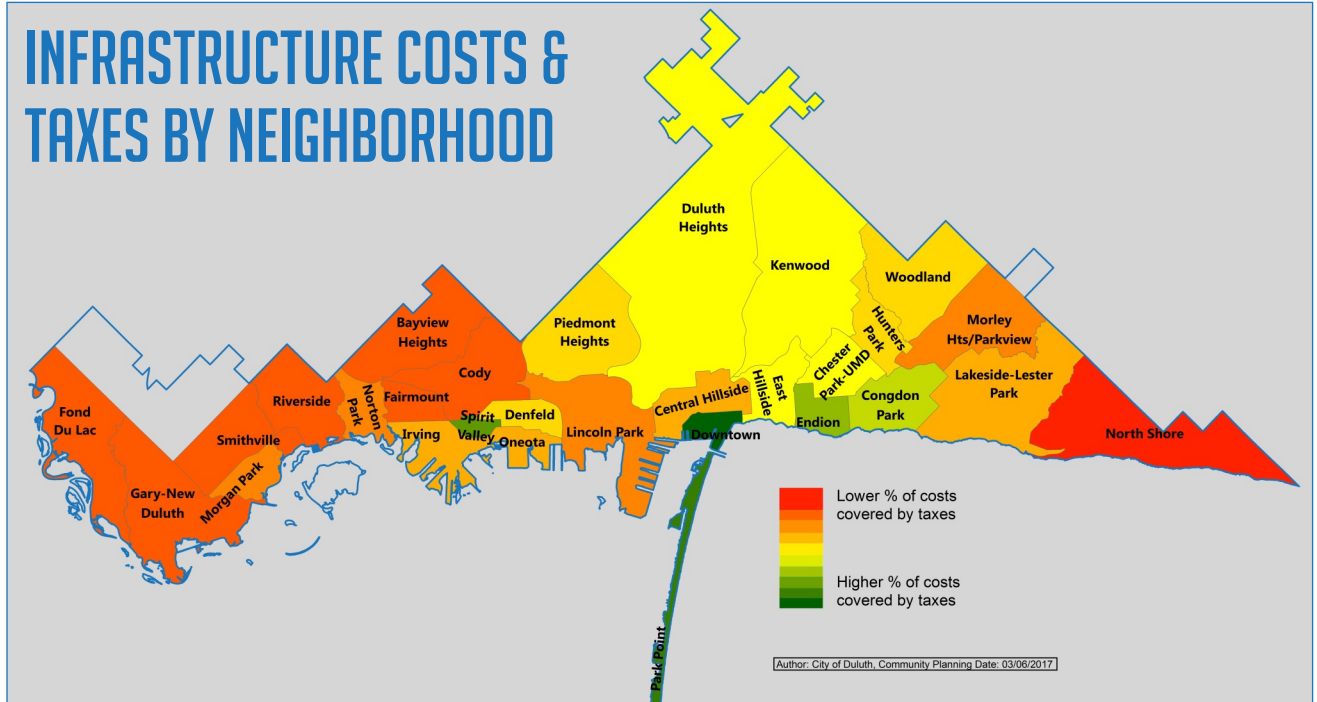 INFRASTRUCTURE COSTS &
TAXES BY NEIGHBORHOOD
Duluth
Heights
Kenwood
Woodland
Hunters
Park
Morley
Hts/Parkview
Piedmont
Heights
Bayview
Heights
Cody
Chester
Park-UMD
East
Hillside
Lakeside-Lester
Park
Congdon
Park
Endion
Central Hillside
Downtown
North Shore
Fond
Du Lac
Riverside
Norton
Park
Fairmount
Spirit
Valley
Denfeld
Oneota
Irving
Lincoln Park
Smithville
Morgan Park
Gary-New
Duluth
Park Point
Lower % of costs
covered by taxes
Higher % of costs
covered by taxes
Author: City of Duluth, Community Planning Date: 03/06/2017